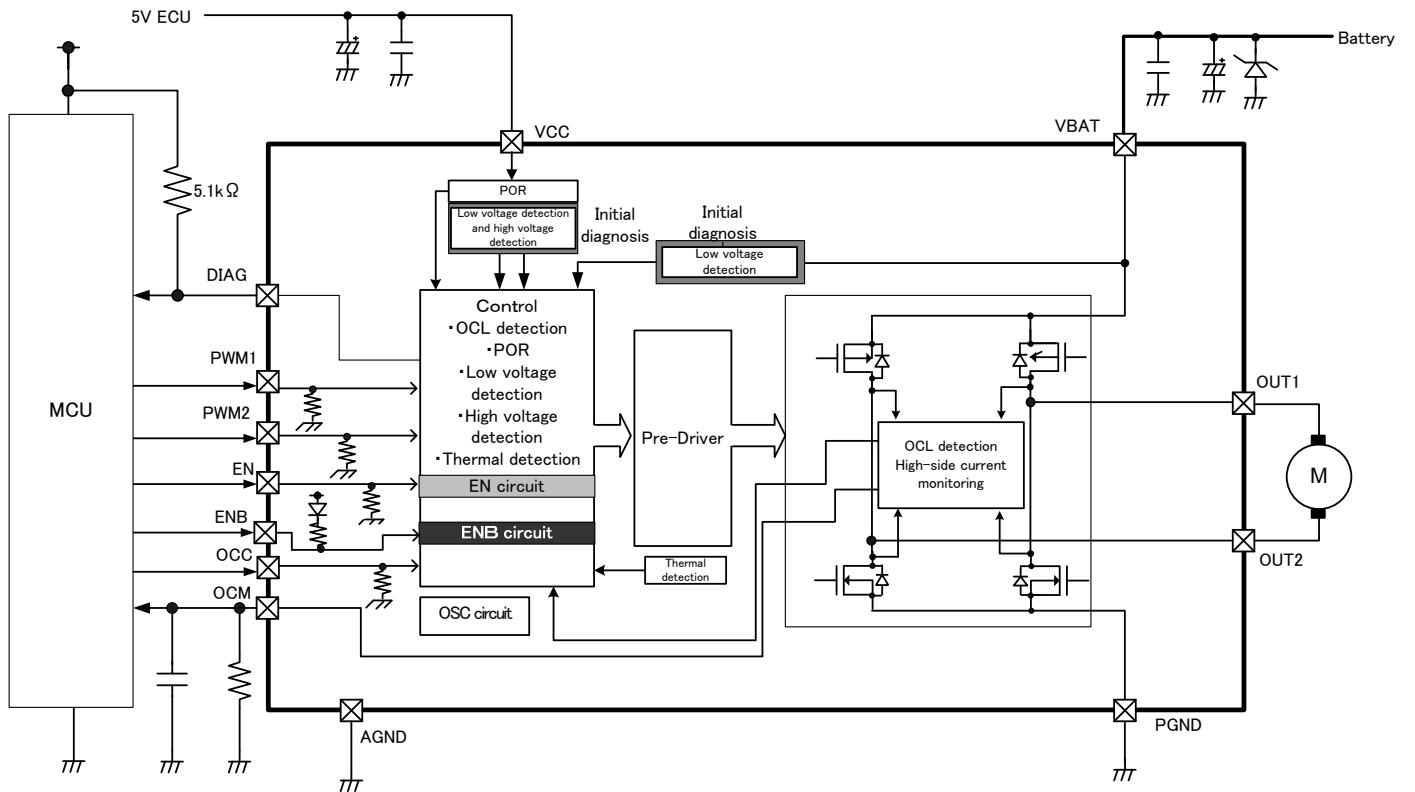 5V ECU
Battery
VCC
VBAT
POR
5.1kΩ
Low voltage detection
and high voltage
detection
Initial
diagnosis
Initial
diagnosis
Low voltage
detection
DIAG
Control
・OCL detection
・POR
・Low voltage
detection
・High voltage
detection
・Thermal detection
EN circuit
ENB circuit
PWM1
PWM2
EN
ENB
OCC
OCM
MCU
Pre-Driver
OCL detection
High-side current
monitoring
OUT1
M
OUT2
Thermal
detection
OSC circuit
AGND
PGND